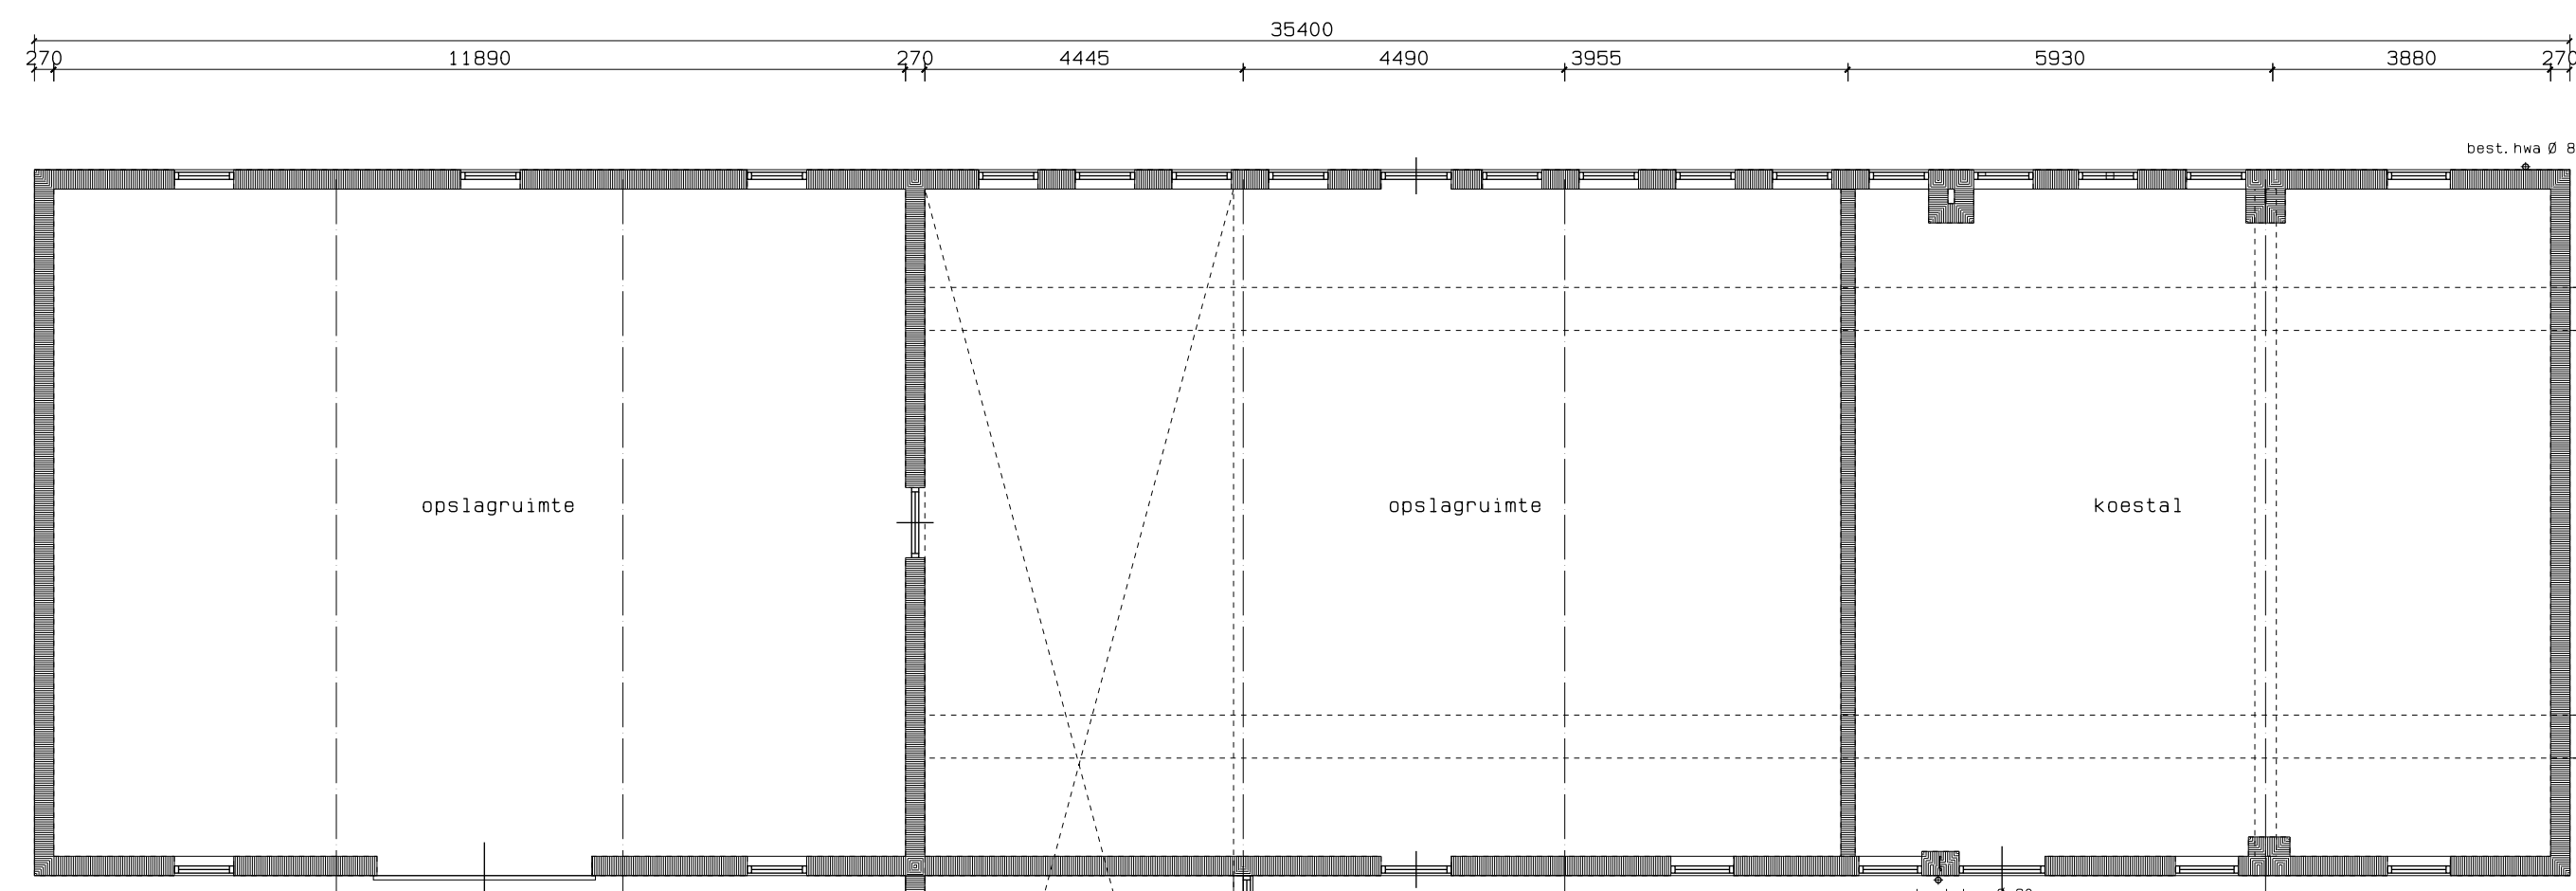 35400
270 11890 270 4445 4490 3955 5930 3880 270
best. hwa Ø 8
opslagruimte opslagruimte koestal